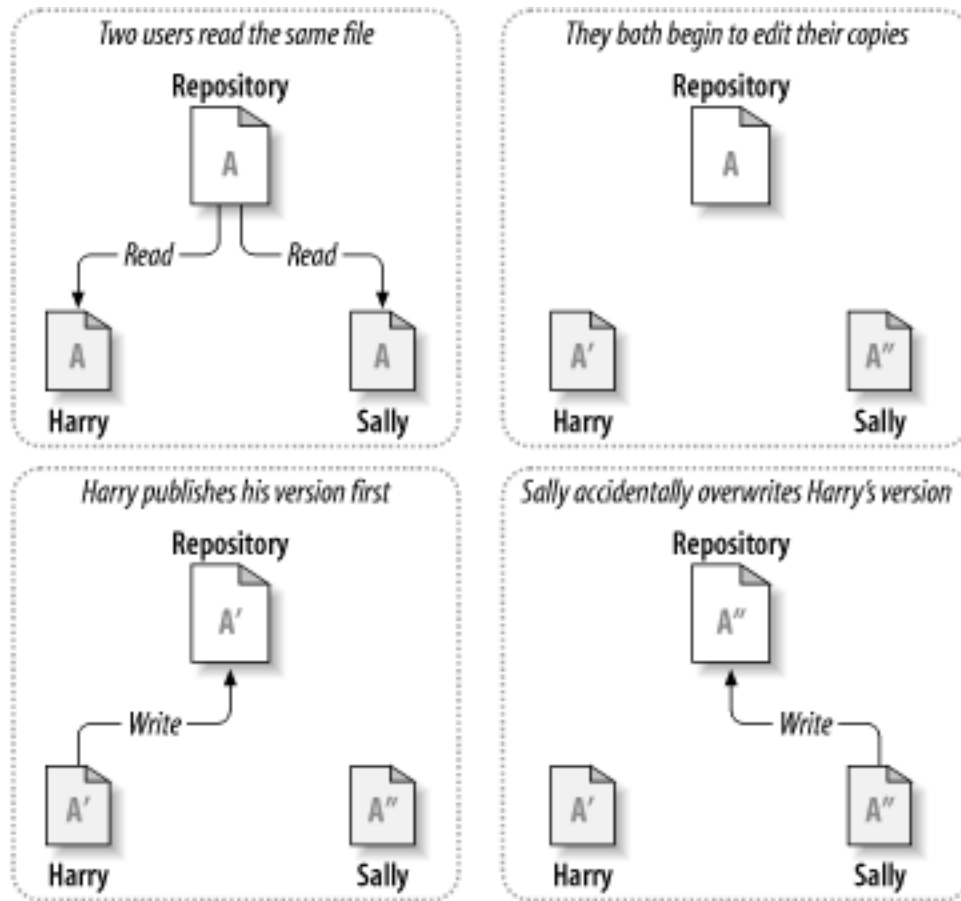 Two users read the same file
Repository
A
Read
Read
A
A
Harry
Sally
They both begin to edit their copies
Repository
A
A'
A"
Harry
Sally
Harry publishes his version first
Repository
A'
Write
A'
A"
Harry
Sally
Sally accidentally overwrites Harry's version
Repository
A"
Write
A'
A"
Harry
Sally